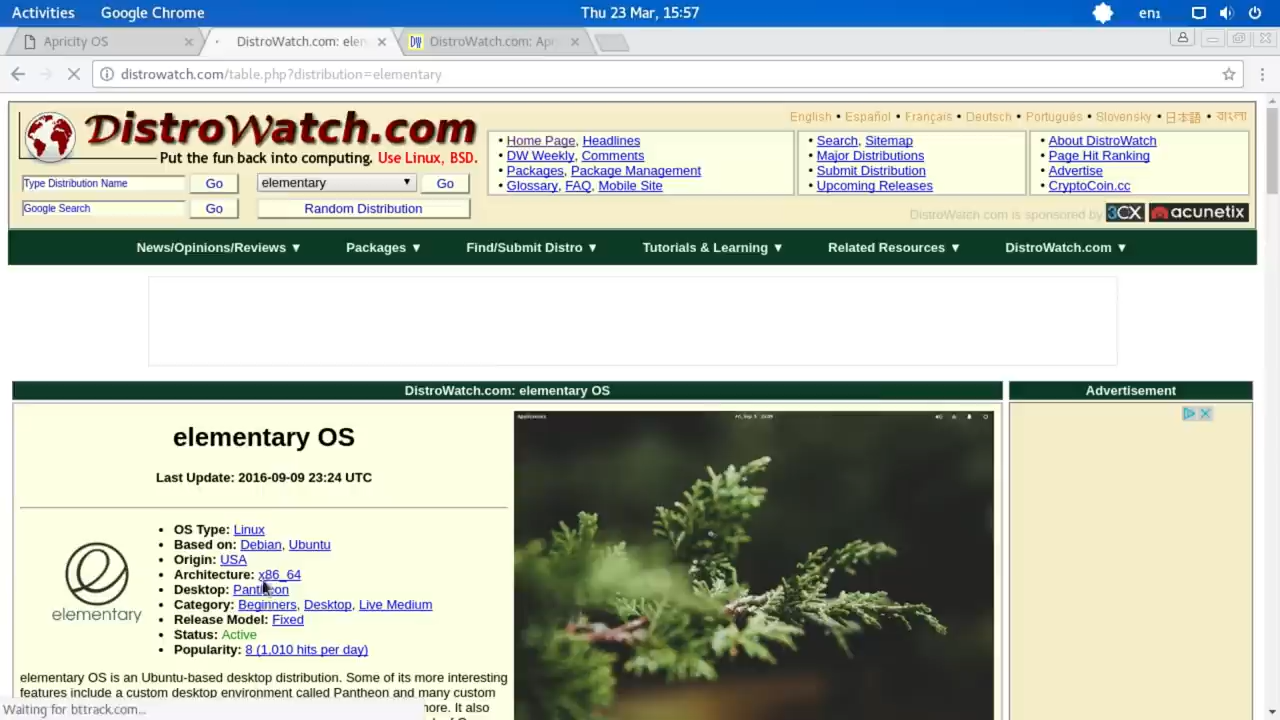 Activities Google Chrome Thu 23 Mar, 15:57 en1
Apricity OS DistroWatch.com: elem DW DistroWatch.com: Apr
distrowatch.com/table.php?distribution=elementary
DistroWatch.com
Put the fun back into computing. Use Linux, BSD.
English • Español • Français • Deutsch • Português • Slovensky • 日本語 • বাংলা
Type Distribution Name Go elementary Go
Google Search Go Random Distribution
• Home Page, Headlines
• DW Weekly, Comments
• Packages, Package Management
• Glossary, FAQ, Mobile Site
• Search, Sitemap
• Major Distributions
• Submit Distribution
• Upcoming Releases
• About DistroWatch
• Page Hit Ranking
• Advertise
• CryptoCoin.cc
DistroWatch.com is sponsored by 3CX acunetix
News/Opinions/Reviews ▼ Packages ▼ Find/Submit Distro ▼ Tutorials & Learning ▼ Related Resources ▼ DistroWatch.com ▼
DistroWatch.com: elementary OS
Advertisement
elementary OS
Last Update: 2016-09-09 23:24 UTC
elementary
• OS Type: Linux
• Based on: Debian, Ubuntu
• Origin: USA
• Architecture: x86_64
• Desktop: Pantheon
• Category: Beginners, Desktop, Live Medium
• Release Model: Fixed
• Status: Active
• Popularity: 8 (1,010 hits per day)
elementary OS is an Ubuntu-based desktop distribution. Some of its more interesting
features include a custom desktop environment called Pantheon and many custom
more. It also
Waiting for bttrack.com...